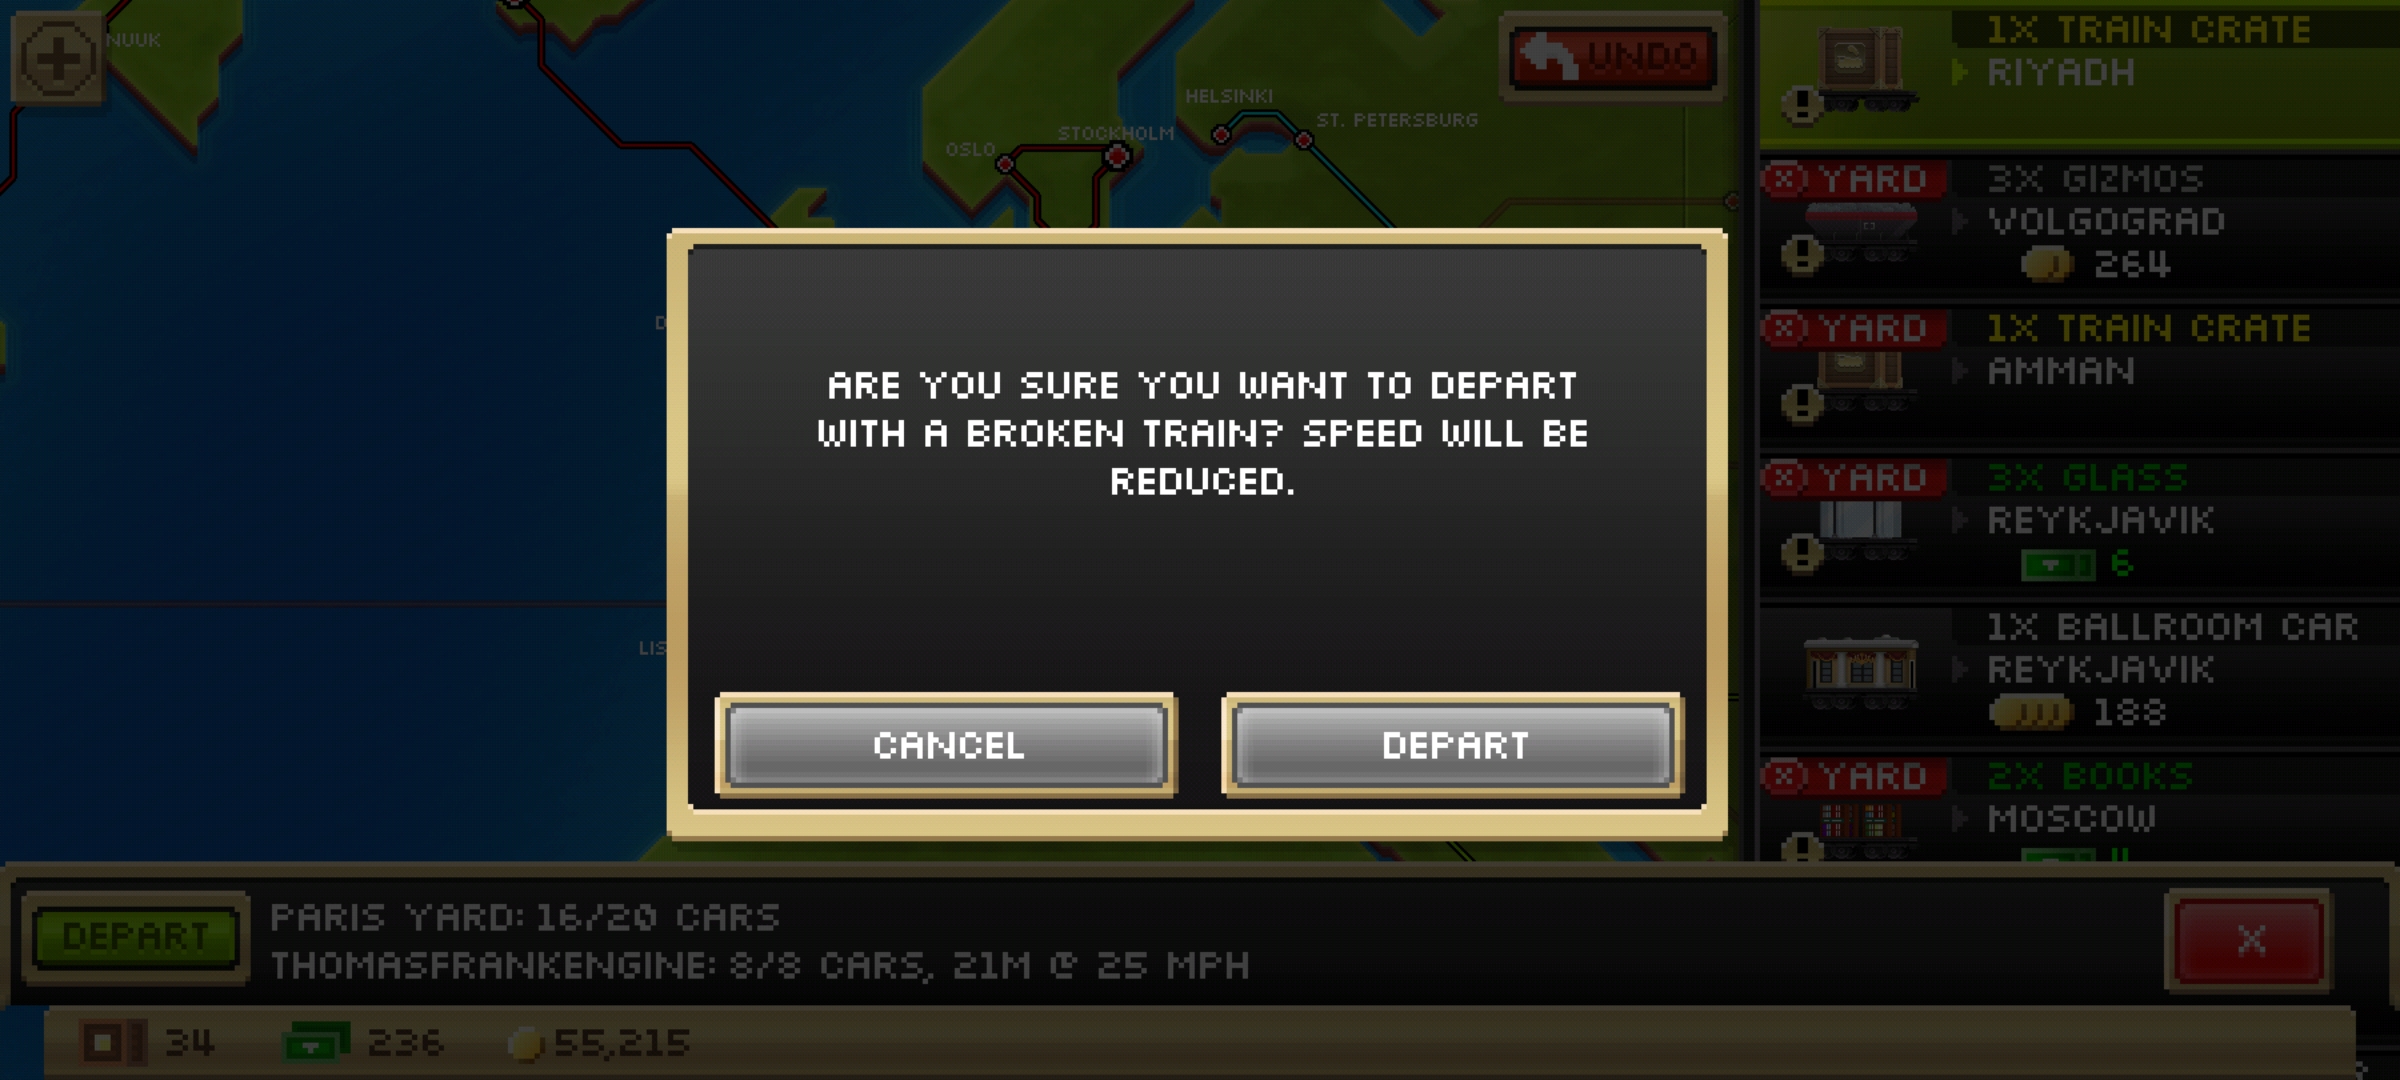 NUUK
UNDO
HELSINKI
ST. PETERSBURG
STOCKHOLM
OSLO
1X TRAIN CRATE
RIYADH
YARD
3X GIZMOS
VOLGOGRAD
264
YARD
1X TRAIN CRATE
AMMAN
YARD
3X GLASS
REYKJAVIK
6
1X BALLROOM CAR
REYKJAVIK
188
YARD
2X BOOKS
MOSCOW
D
LIS
ARE YOU SURE YOU WANT TO DEPART
WITH A BROKEN TRAIN? SPEED WILL BE
REDUCED.
CANCEL
DEPART
DEPART
PARIS YARD: 16/20 CARS
THOMASFRANKENGINE: 8/8 CARS, 21M @ 25 MPH
X
34
236
55,215